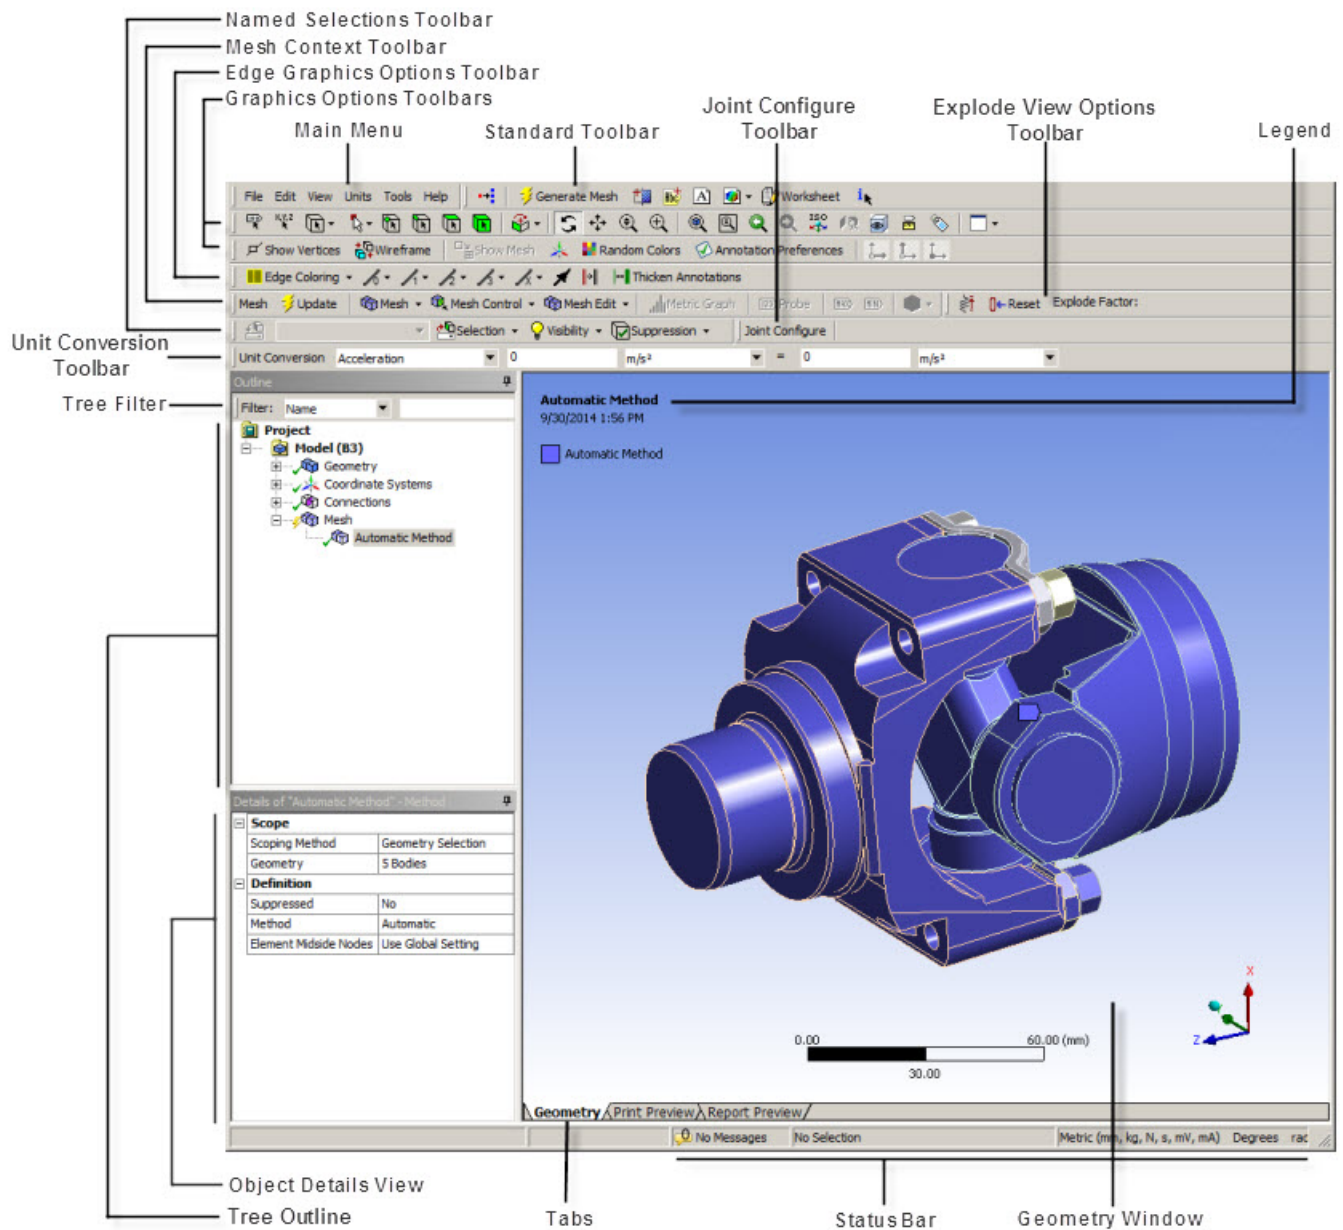 Named Selections Toolbar
Mesh Context Toolbar
Edge Graphics Options Toolbar
Graphics Options Toolbars
Main Menu
Standard Toolbar
Joint Configure
Toolbar
Explode View Options
Toolbar
Legend
File Edit View Units Tools Help
Generate Mesh
A
Worksheet
ISO
Show Vertices Wireframe Show Mesh Random Colors Annotation Preferences
Edge Coloring Thicken Annotations
Mesh Update Mesh Mesh Control Mesh Edit Metric Graph Probe Reset Explode Factor:
Selection Visibility Suppression Joint Configure
Unit Conversion
Toolbar
Unit Conversion Acceleration 0 m/s² = 0 m/s²
Outline
Tree Filter
Filter: Name
Project
Model (B3)
Geometry
Coordinate Systems
Connections
Mesh
Automatic Method
Automatic Method
9/30/2014 1:56 PM
Automatic Method
Details of "Automatic Method" - Method
Scope
Scoping Method Geometry Selection
Geometry 5 Bodies
Definition
Suppressed No
Method Automatic
Element Midside Nodes Use Global Setting
X
Z
0.00 60.00 (mm)
30.00
Geometry Print Preview Report Preview
No Messages No Selection Metric (mm, kg, N, s, mV, mA) Degrees rad
Object Details View
Tree Outline
Tabs
Status Bar
Geometry Window